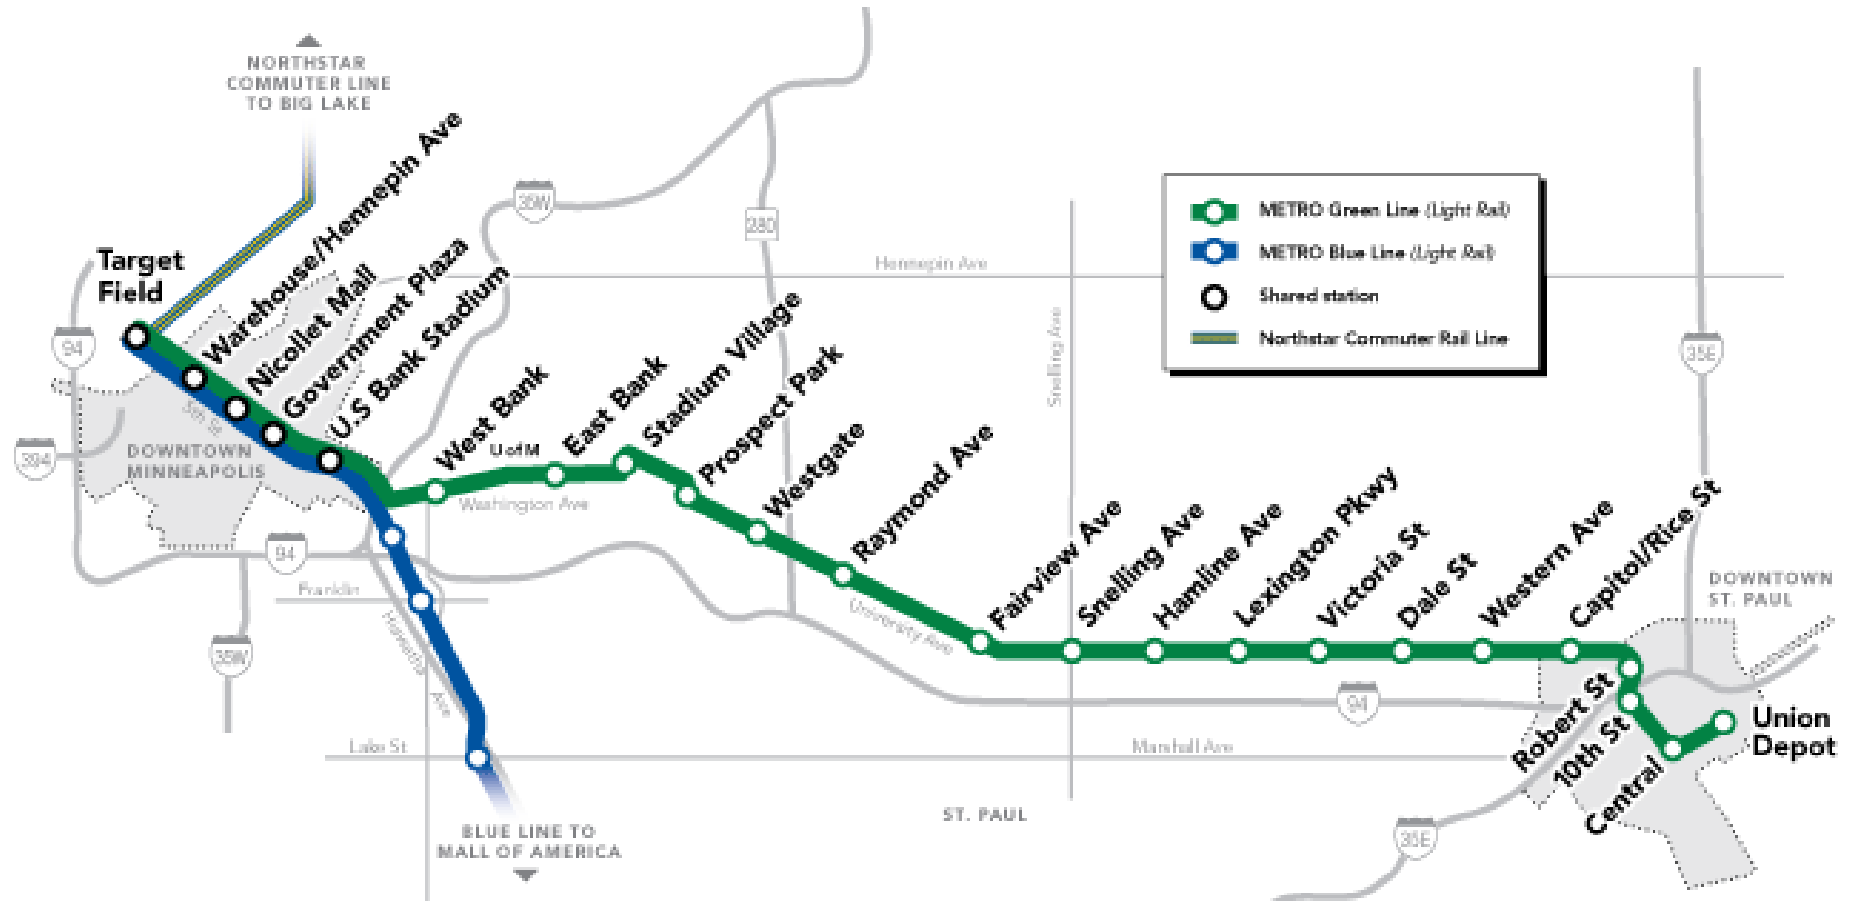 NORTHSTAR
COMMUTER LINE
TO BIG LAKE
Target
Field
Warehouse/Hennepin Ave
Nicollet Mall
Government Plaza
U.S Bank Stadium
West Bank
U of M
East Bank
Stadium Village
Prospect Park
Westgate
Raymond Ave
Fairview Ave
Snelling Ave
Hamline Ave
Lexington Pkwy
Victoria St
Dale St
Western Ave
Capitol/Rice St
Robert St
10th St
Central
Union
Depot
METRO Green Line (Light Rail)
METRO Blue Line (Light Rail)
Shared station
Northstar Commuter Rail Line
35W
280
Hennepin Ave
Snelling Ave
94
394
5th St
DOWNTOWN
MINNEAPOLIS
Washington Ave
94
Franklin
Hiawatha Ave
35W
University Ave
Lake St
Marshall Ave
94
35E
DOWNTOWN
ST. PAUL
ST. PAUL
35E
BLUE LINE TO
MALL OF AMERICA